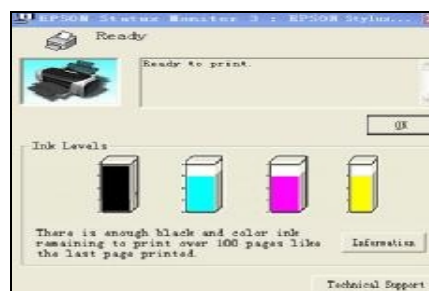 EPSON Status Monitor 3 : EPSON Stylus...
Ready
Ready to print.
OK
Ink Levels
There is enough black and color ink
remaining to print over 100 pages like
the last page printed.
Information
Technical Support